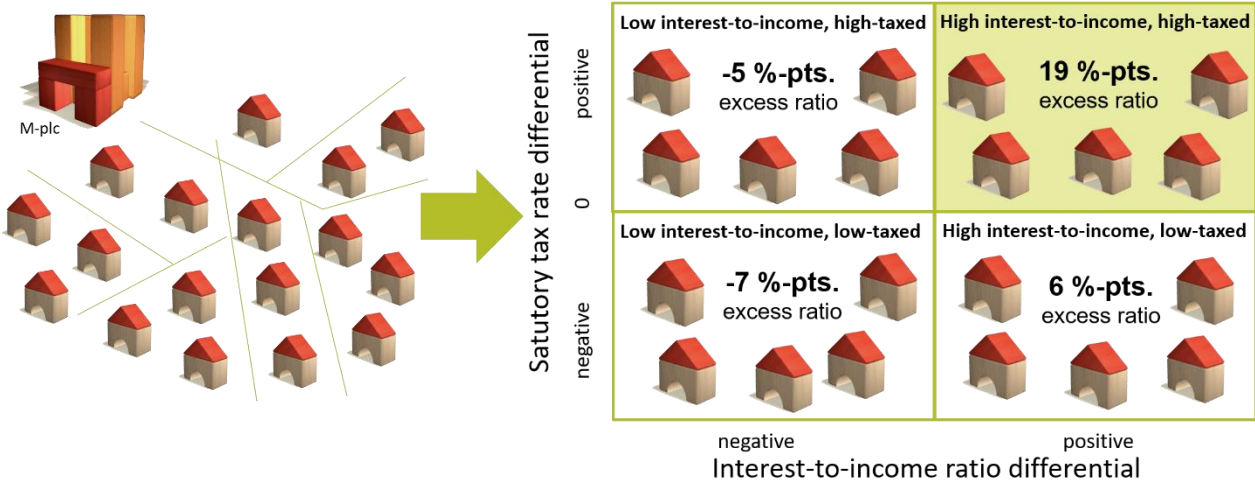 M-plc
Satutory tax rate differential
positive
0
negative
Low interest-to-income, high-taxed
-5 %-pts.
excess ratio
High interest-to-income, high-taxed
19 %-pts.
excess ratio
Low interest-to-income, low-taxed
-7 %-pts.
excess ratio
High interest-to-income, low-taxed
6 %-pts.
excess ratio
negative
positive
Interest-to-income ratio differential